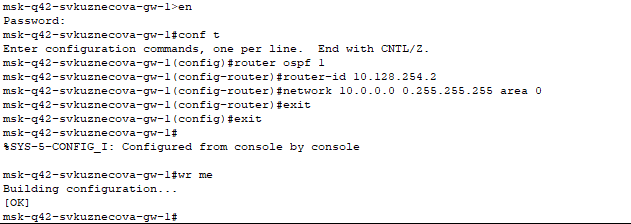 msk-q42-svkuznecova-gw-1>en
Password:
msk-q42-svkuznecova-gw-1#conf t
Enter configuration commands, one per line.  End with CNTL/Z.
msk-q42-svkuznecova-gw-1(config)#router ospf 1
msk-q42-svkuznecova-gw-1(config-router)#router-id 10.128.254.2
msk-q42-svkuznecova-gw-1(config-router)#network 10.0.0.0 0.255.255.255 area 0
msk-q42-svkuznecova-gw-1(config-router)#exit
msk-q42-svkuznecova-gw-1(config)#exit
msk-q42-svkuznecova-gw-1#
%SYS-5-CONFIG_I: Configured from console by console
msk-q42-svkuznecova-gw-1#wr me
Building configuration...
[OK]
msk-q42-svkuznecova-gw-1#